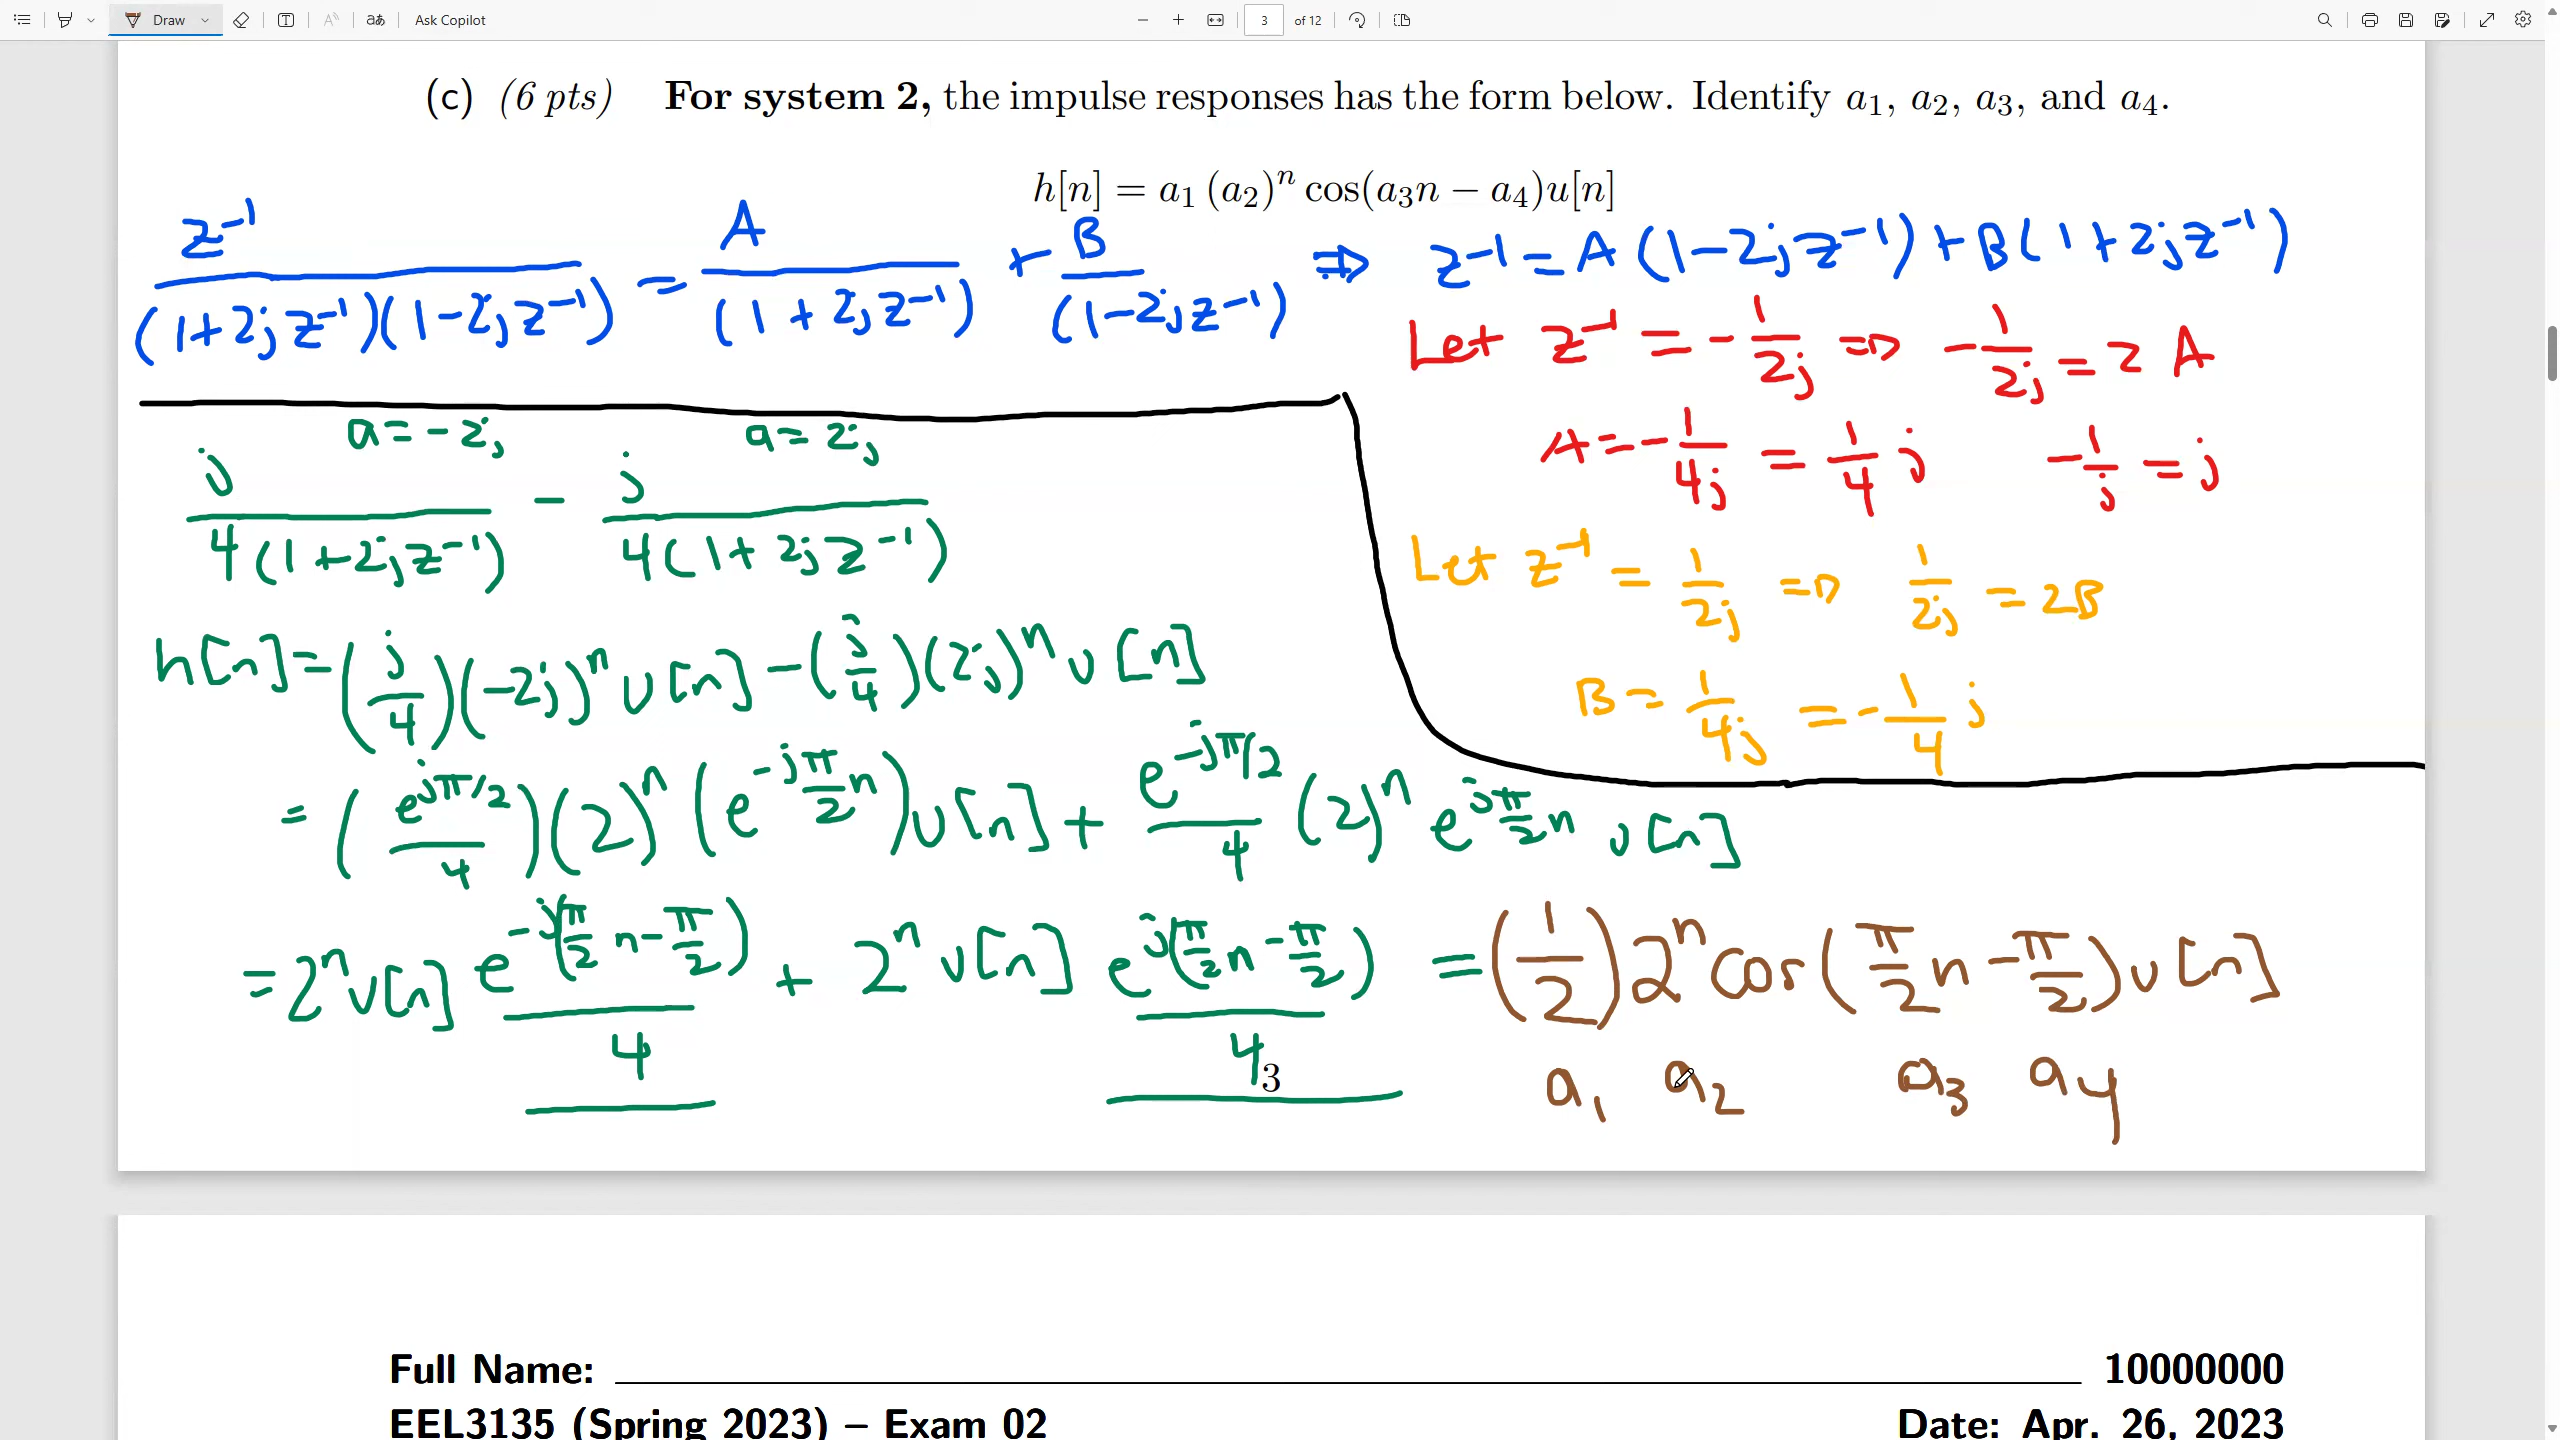 Draw
Ask Copilot
3 of 12
(c) (6 pts) For system 2, the impulse responses has the form below. Identify a₁, a₂, a₃, and a₄.
h[n] = a₁ (a₂)ⁿ cos(a₃n − a₄)u[n]
z⁻¹ / (1+2jz⁻¹)(1−2jz⁻¹) = A / (1+2jz⁻¹) + B / (1−2jz⁻¹) ⇒ z⁻¹ = A(1−2jz⁻¹) + B(1+2jz⁻¹)
Let z⁻¹ = −1/2j ⇒ −1/2j = 2A
A = −1/4j = 1/4 j −1/j = j
Let z⁻¹ = 1/2j ⇒ 1/2j = 2B
B = 1/4j = −1/4 j
a = −2j a = 2j
j / 4(1+2jz⁻¹) − j / 4(1+2jz⁻¹)
h[n] = (j/4)(−2j)ⁿ u[n] − (j/4)(2j)ⁿ u[n]
= (e^{jπ/2} / 4)(2)ⁿ (e^{−jπ/2 n}) u[n] + e^{−jπ/2} / 4 (2)ⁿ e^{jπ/2 n} u[n]
= 2ⁿ u[n] e^{−j(π/2 n − π/2)} / 4 + 2ⁿ u[n] e^{j(π/2 n − π/2)} / 4 = (1/2) 2ⁿ cos(π/2 n − π/2) u[n]
a₁ a₂ a₃ a₄
3
Full Name: 10000000
EEL3135 (Spring 2023) – Exam 02 Date: Apr. 26, 2023